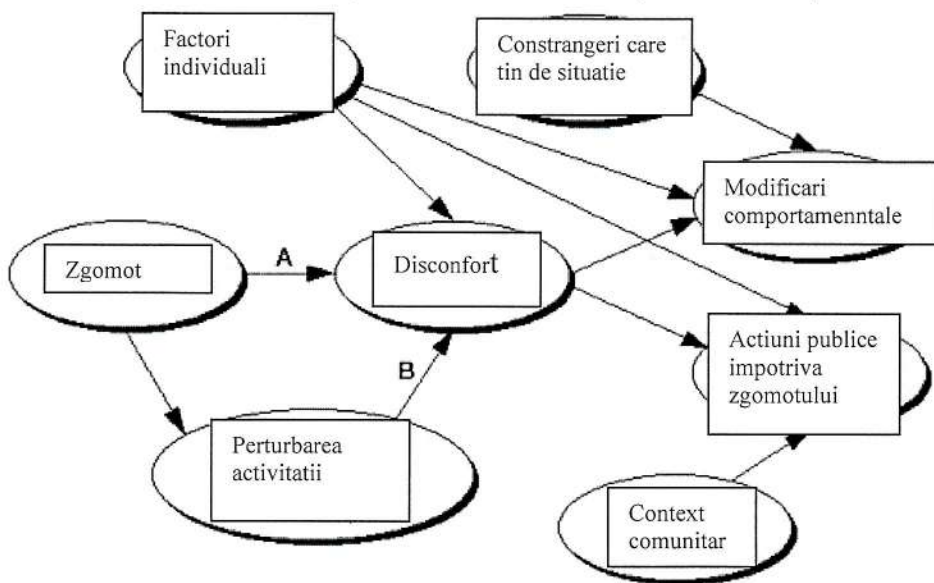 Factori
individuali
Constrangeri care
tin de situatie
Modificari
comportamenntale
Zgomot
A
Disconfort
Actiuni publice
impotriva
zgomotului
B
Perturbarea
activitatii
Context
comunitar